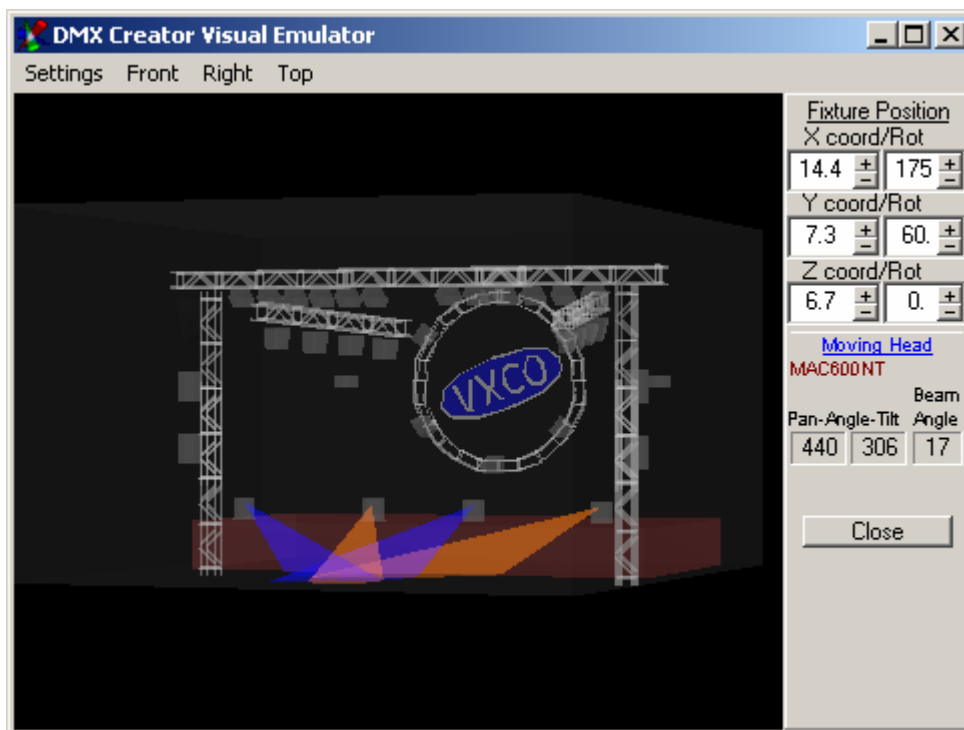 DMX Creator Visual Emulator
Settings Front Right Top
Fixture Position
X coord/Rot
14.4 175
Y coord/Rot
7.3 60.
Z coord/Rot
6.7 0.
Moving Head
MAC600NT
Beam
Pan-Angle-Tilt Angle
440 306 17
Close
VXCO